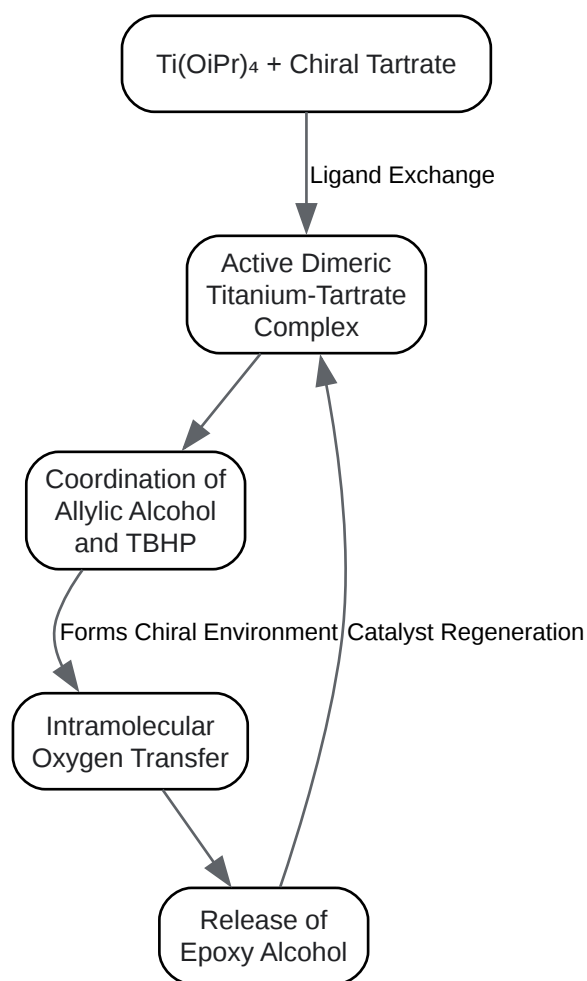 Ti(OiPr)₄ + Chiral Tartrate
Ligand Exchange
Active Dimeric
Titanium-Tartrate
Complex
Coordination of
Allylic Alcohol
and TBHP
Forms Chiral Environment
Catalyst Regeneration
Intramolecular
Oxygen Transfer
Release of
Epoxy Alcohol